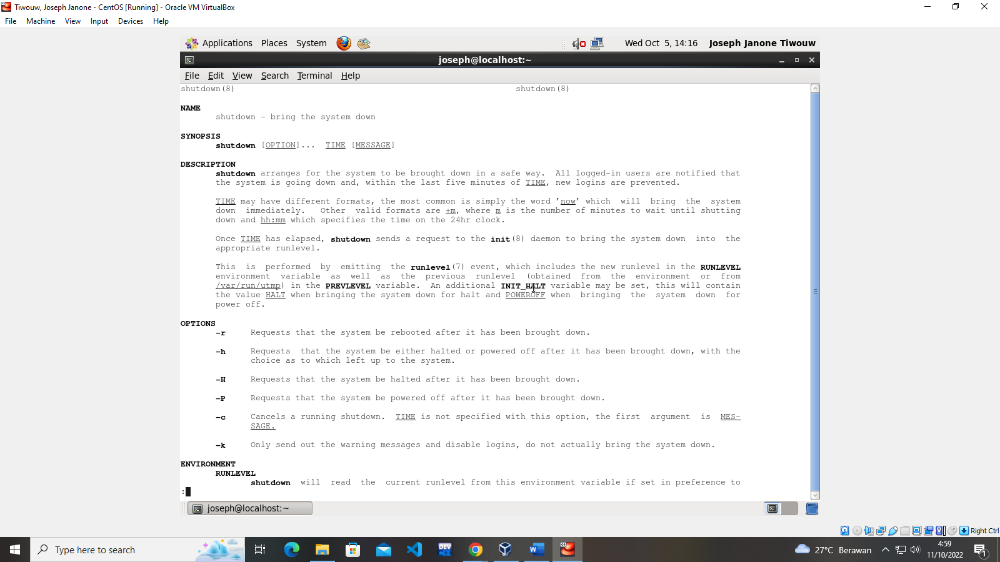 Tiwouw, Joseph Janone - CentOS [Running] - Oracle VM VirtualBox
File Machine View Input Devices Help
Applications Places System Wed Oct 5, 14:16 Joseph Janone Tiwouw
joseph@localhost:~
File Edit View Search Terminal Help
shutdown(8) shutdown(8)
NAME
shutdown - bring the system down
SYNOPSIS
shutdown [OPTION]... TIME [MESSAGE]
DESCRIPTION
shutdown arranges for the system to be brought down in a safe way. All logged-in users are notified that
the system is going down and, within the last five minutes of TIME, new logins are prevented.
TIME may have different formats, the most common is simply the word ’now’ which will bring the system
down immediately. Other valid formats are +m, where m is the number of minutes to wait until shutting
down and hh:mm which specifies the time on the 24hr clock.
Once TIME has elapsed, shutdown sends a request to the init(8) daemon to bring the system down into the
appropriate runlevel.
This is performed by emitting the runlevel(7) event, which includes the new runlevel in the RUNLEVEL
environment variable as well as the previous runlevel (obtained from the environment or from
/var/run/utmp) in the PREVLEVEL variable. An additional INIT_HALT variable may be set, this will contain
the value HALT when bringing the system down for halt and POWEROFF when bringing the system down for
power off.
OPTIONS
-r Requests that the system be rebooted after it has been brought down.
-h Requests that the system be either halted or powered off after it has been brought down, with the
choice as to which left up to the system.
-H Requests that the system be halted after it has been brought down.
-P Requests that the system be powered off after it has been brought down.
-c Cancels a running shutdown. TIME is not specified with this option, the first argument is MES-
SAGE.
-k Only send out the warning messages and disable logins, do not actually bring the system down.
ENVIRONMENT
RUNLEVEL
shutdown will read the current runlevel from this environment variable if set in preference to
:
joseph@localhost:~
Right Ctrl
Type here to search
DEV
27°C Berawan
4:59
11/10/2022
1